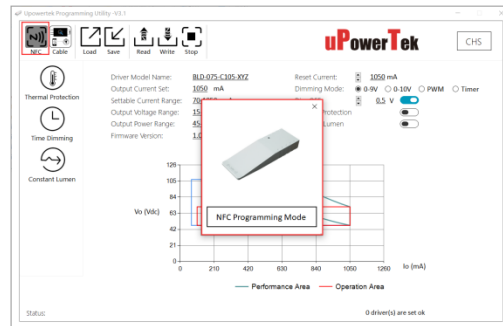 Upowertek Programming Utility -V3.1
uPowerTek
CHS
NFC Cable Load Save Read Write Stop
Thermal Protection
Time Dimming
Constant Lumen
Driver Model Name: BLD-075-C105-XYZ
Reset Current: 1050 mA
Output Current Set: 1050 mA
Dimming Mode: 0-9V 0-10V PWM Timer
Settable Current Range:
0.5 V
Output Voltage Range:
Output Power Range:
Firmware Version:
NFC Programming Mode
Vo (Vdc)
126
105
84
63
42
21
0
0 210 420 630 840 1050 1260 Io (mA)
Performance Area Operation Area
Status:
0 driver(s) are set ok